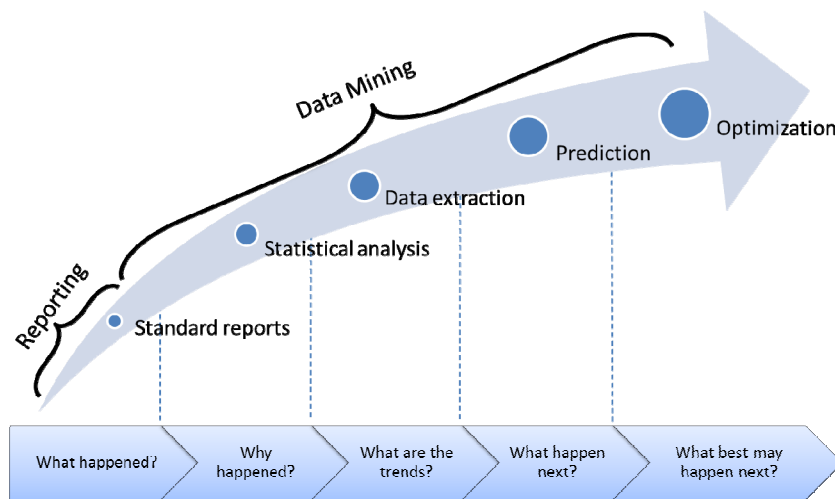 Data Mining
Optimization
Prediction
Data extraction
Statistical analysis
Reporting
Standard reports
What happened?
Why
happened?
What are the
trends?
What happen
next?
What best may
happen next?